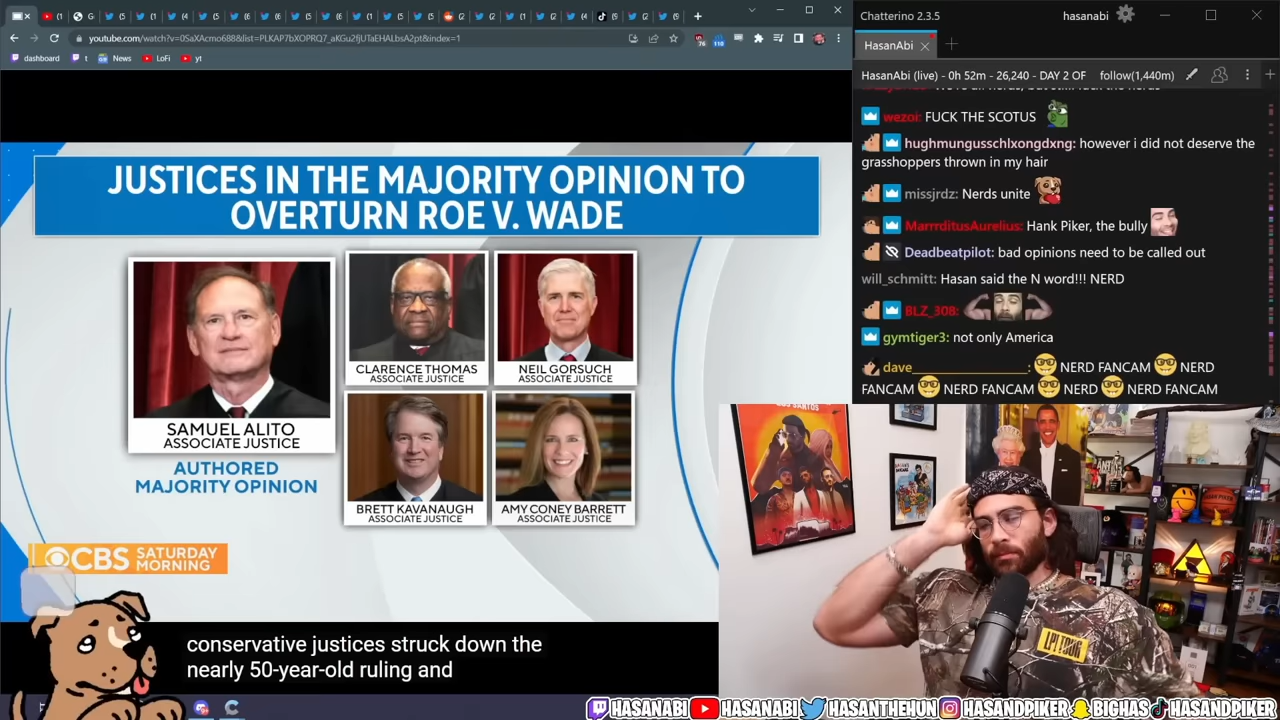 Chatterino 2.3.5
hasanabi
youtube.com/watch?v=0SaXAcmo688&list=PLKAP7bXOPRQ7_aKGu2fjUTaEHALbsA2pt&index=1
dashboard
t
News
LoFi
yt
HasanAbi
HasanAbi (live) - 0h 52m - 26,240 - DAY 2 OF
follow(1,440m)
wezoi: FUCK THE SCOTUS
hughmungusschlxongdxng: however i did not deserve the
grasshoppers thrown in my hair
missjrdz: Nerds unite
MarrrditusAurelius: Hank Piker, the bully
Deadbeatpilot: bad opinions need to be called out
will_schmitt: Hasan said the N word!!! NERD
BLZ_308:
gymtiger3: not only America
dave______________: NERD FANCAM NERD
FANCAM NERD FANCAM NERD NERD FANCAM
JUSTICES IN THE MAJORITY OPINION TO
OVERTURN ROE V. WADE
SAMUEL ALITO
ASSOCIATE JUSTICE
AUTHORED
MAJORITY OPINION
CLARENCE THOMAS
ASSOCIATE JUSTICE
NEIL GORSUCH
ASSOCIATE JUSTICE
BRETT KAVANAUGH
ASSOCIATE JUSTICE
AMY CONEY BARRETT
ASSOCIATE JUSTICE
CBS SATURDAY
MORNING
conservative justices struck down the
nearly 50-year-old ruling and
HASANABI HASANABI HASANTHEHUN HASANDPIKER BIGHAS HASANDPIKER